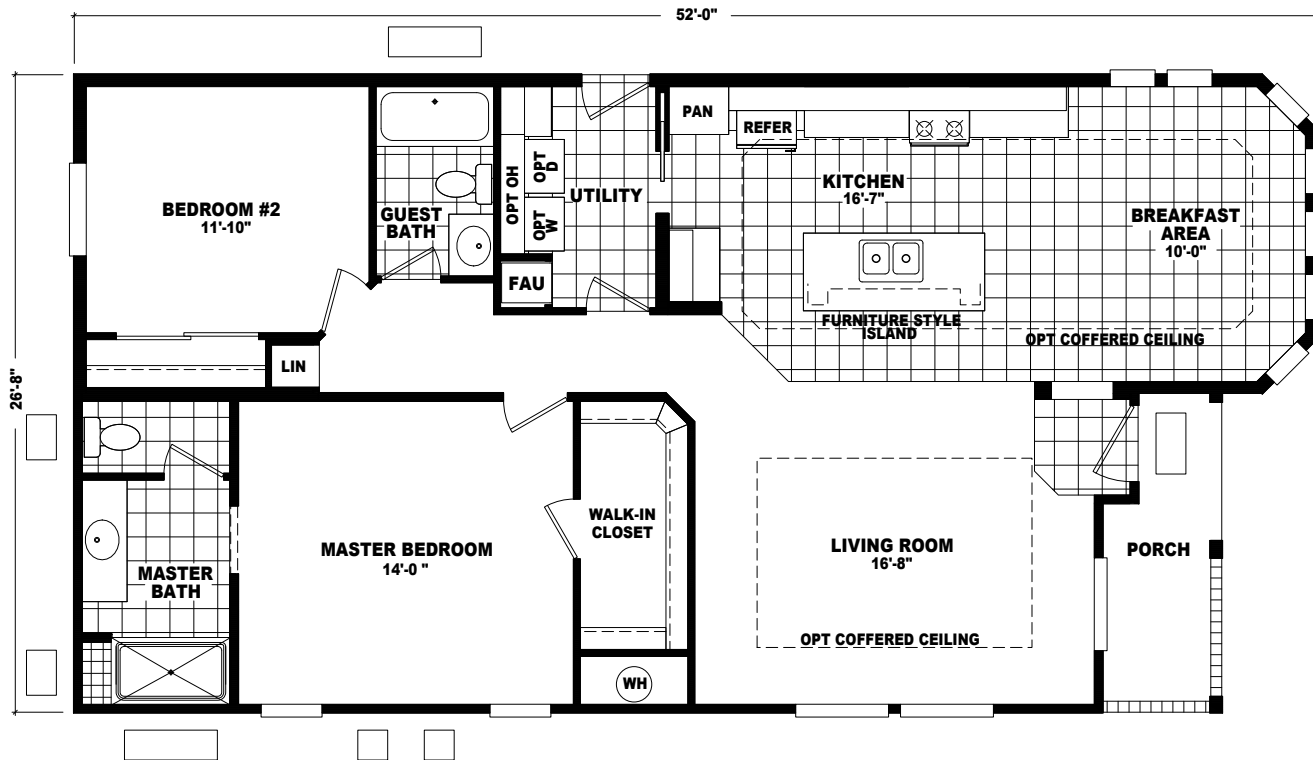 52'-0"
26'-8"
BEDROOM #2
11'-10"
GUEST
BATH
OPT OH
OPT
D
OPT
W
FAU
UTILITY
PAN
REFER
KITCHEN
16'-7"
BREAKFAST
AREA
10'-0"
FURNITURE STYLE
ISLAND
OPT COFFERED CEILING
LIN
MASTER
BATH
MASTER BEDROOM
14'-0 "
WALK-IN
CLOSET
WH
LIVING ROOM
16'-8"
OPT COFFERED CEILING
PORCH